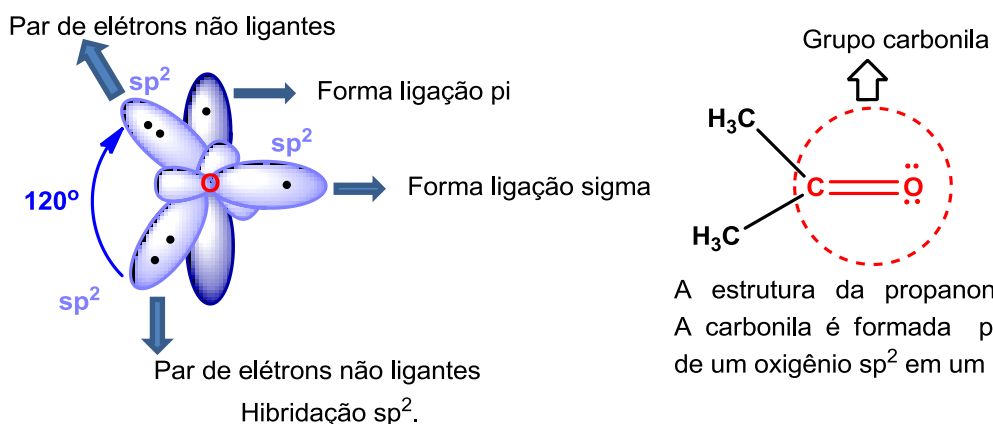 Par de elétrons não ligantes
sp²
Forma ligação pi
sp²
O
Forma ligação sigma
120º
sp²
Par de elétrons não ligantes
Hibridação sp².
Grupo carbonila
H₃C
C
O
H₃C
A estrutura da propanon
A carbonila é formada p
de um oxigênio sp² em um